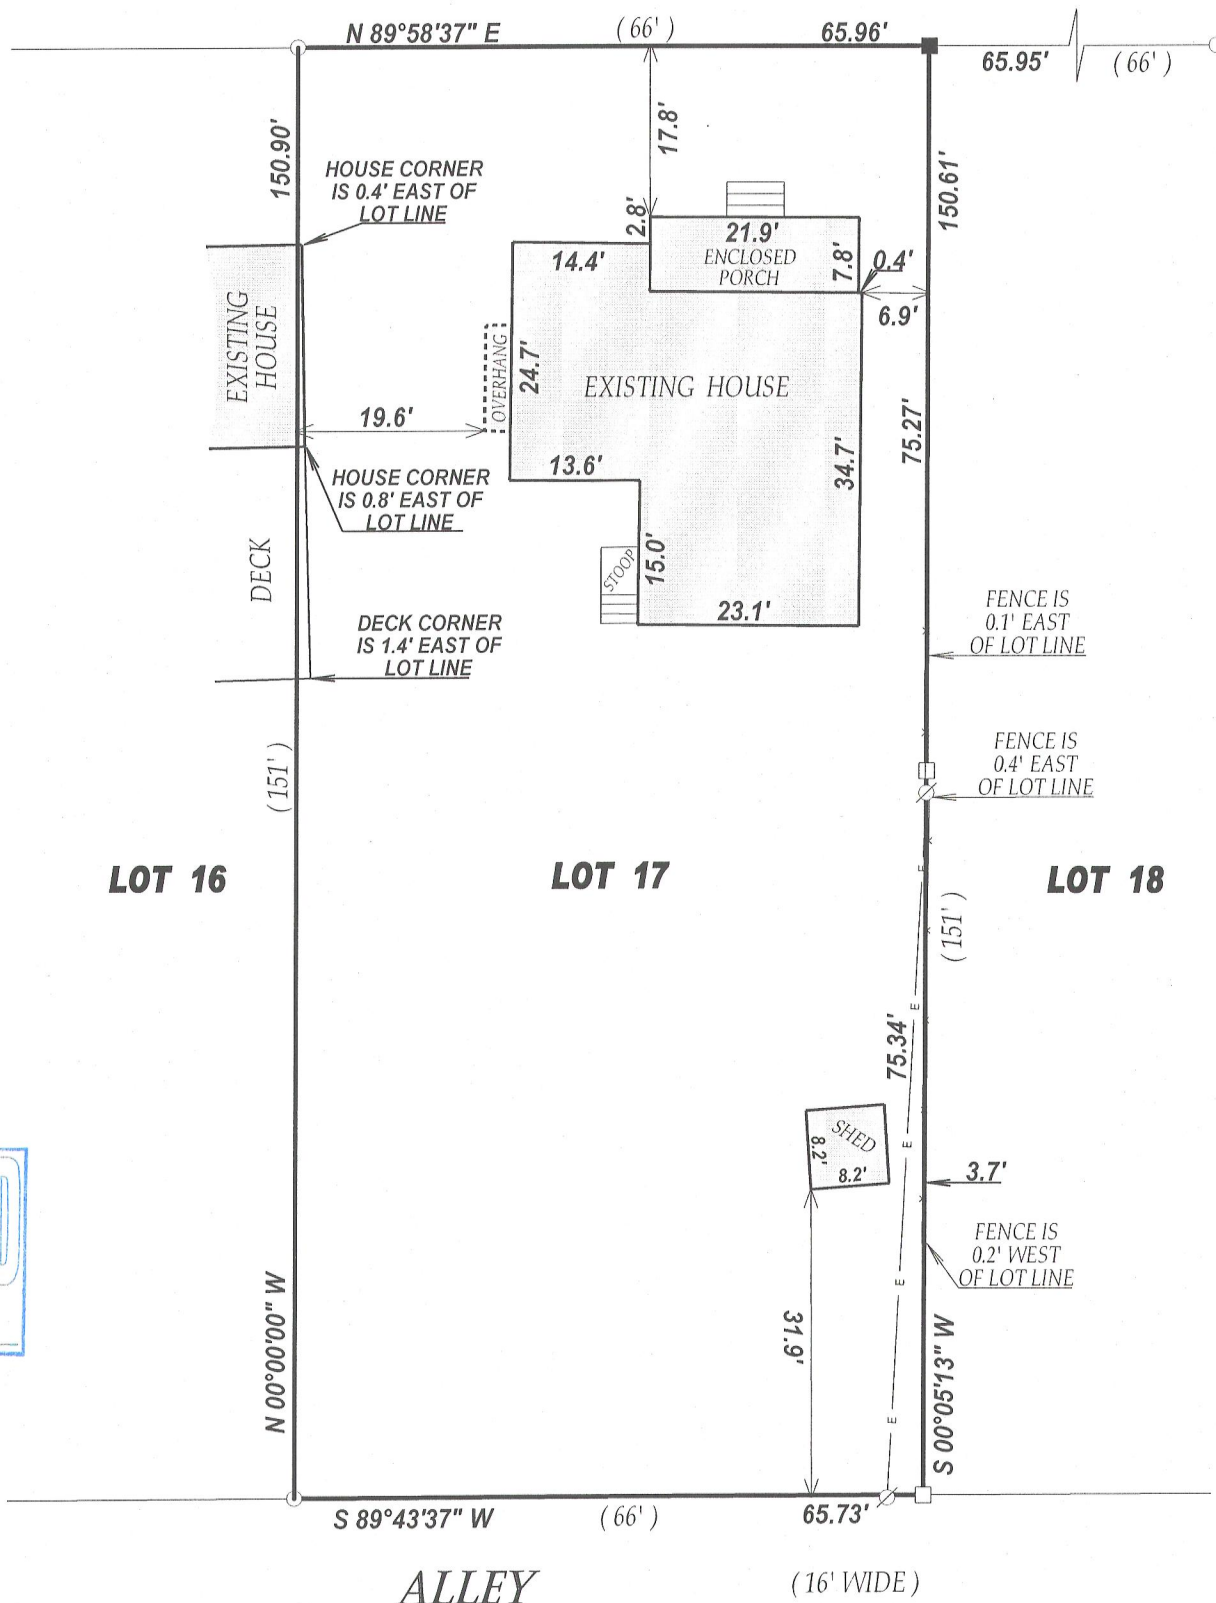 N 89°58'37" E
( 66' )
65.96'
65.95'
( 66' )
150.90'
17.8'
150.61'
HOUSE CORNER
IS 0.4' EAST OF
LOT LINE
2.8'
21.9'
ENCLOSED
PORCH
7.8'
0.4'
6.9'
14.4'
EXISTING
HOUSE
OVERHANG
24.7'
EXISTING HOUSE
19.6'
75.27'
34.7'
13.6'
HOUSE CORNER
IS 0.8' EAST OF
LOT LINE
DECK
STOOP
15.0'
23.1'
FENCE IS
0.1' EAST
OF LOT LINE
DECK CORNER
IS 1.4' EAST OF
LOT LINE
( 151' )
FENCE IS
0.4' EAST
OF LOT LINE
LOT 16
LOT 17
LOT 18
( 151' )
E
E
75.34'
SHED
8.2'
8.2'
E
3.7'
FENCE IS
0.2' WEST
OF LOT LINE
E
31.9'
N 00°00'00" W
S 00°05'13" W
E
S 89°43'37" W
( 66' )
65.73'
ALLEY
( 16' WIDE )